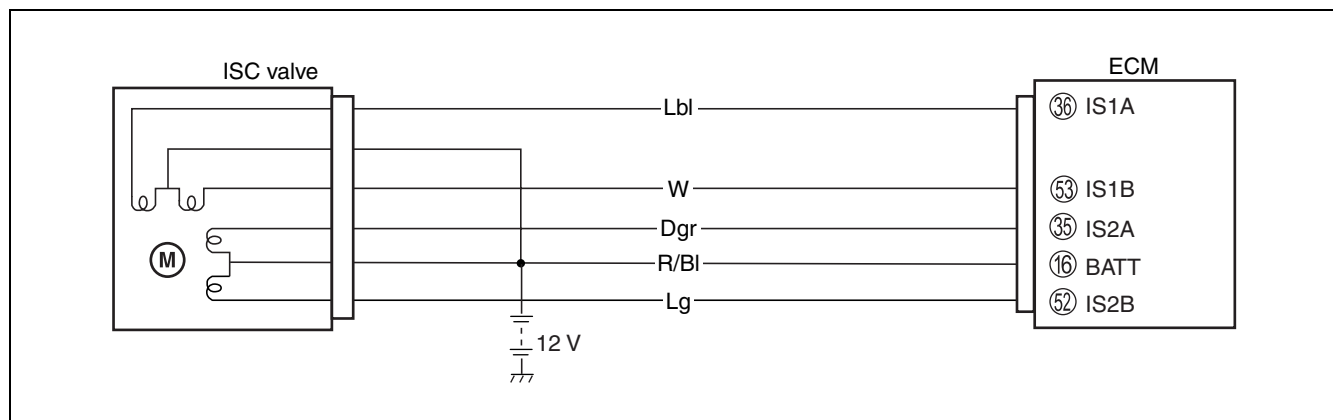 ISC valve
ECM
Lbl
36 IS1A
W
53 IS1B
Dgr
35 IS2A
M
R/Bl
16 BATT
Lg
52 IS2B
12 V